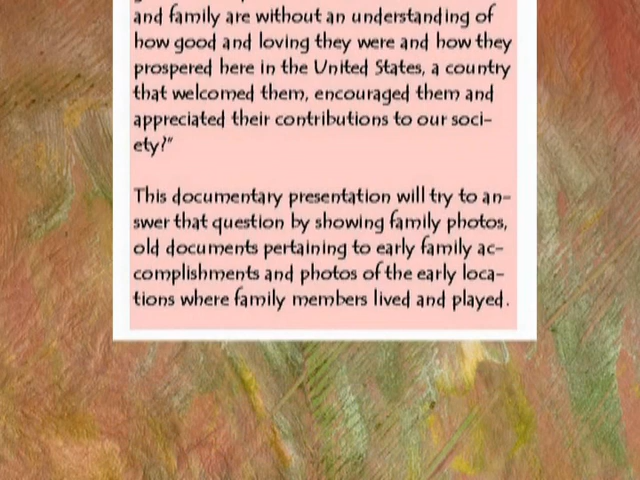 and family are without an understanding of
how good and loving they were and how they
prospered here in the United States, a country
that welcomed them, encouraged them and
appreciated their contributions to our soci-
ety?"
This documentary presentation will try to an-
swer that question by showing family photos,
old documents pertaining to early family ac-
complishments and photos of the early loca-
tions where family members lived and played.